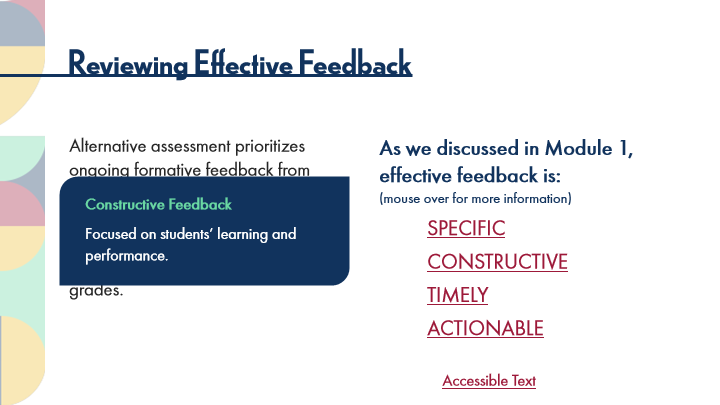 Reviewing Effective Feedback
Alternative assessment prioritizes
ongoing formative feedback from
Constructive Feedback
Focused on students' learning and
performance.
grades.
As we discussed in Module 1,
effective feedback is:
(mouse over for more information)
SPECIFIC
CONSTRUCTIVE
TIMELY
ACTIONABLE
Accessible Text